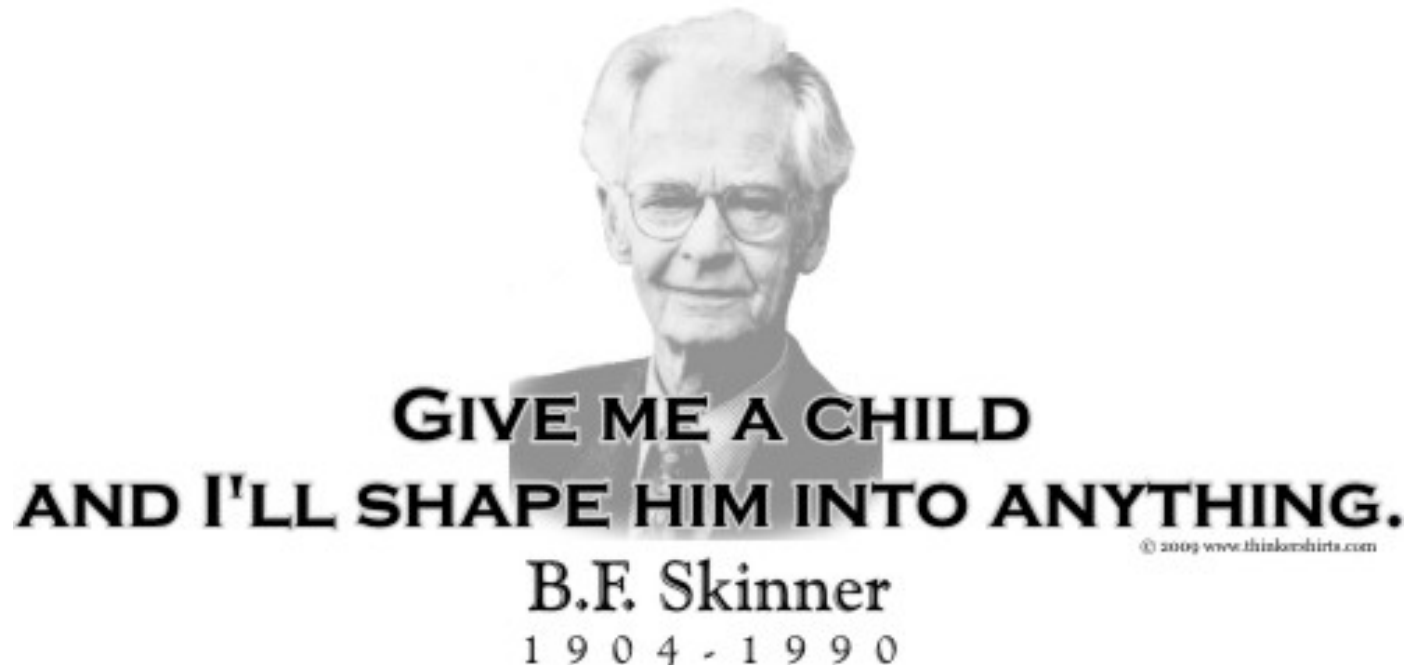 GIVE ME A CHILD
AND I'LL SHAPE HIM INTO ANYTHING.
© 2009 www.thinkershirts.com
B.F. Skinner
1904-1990